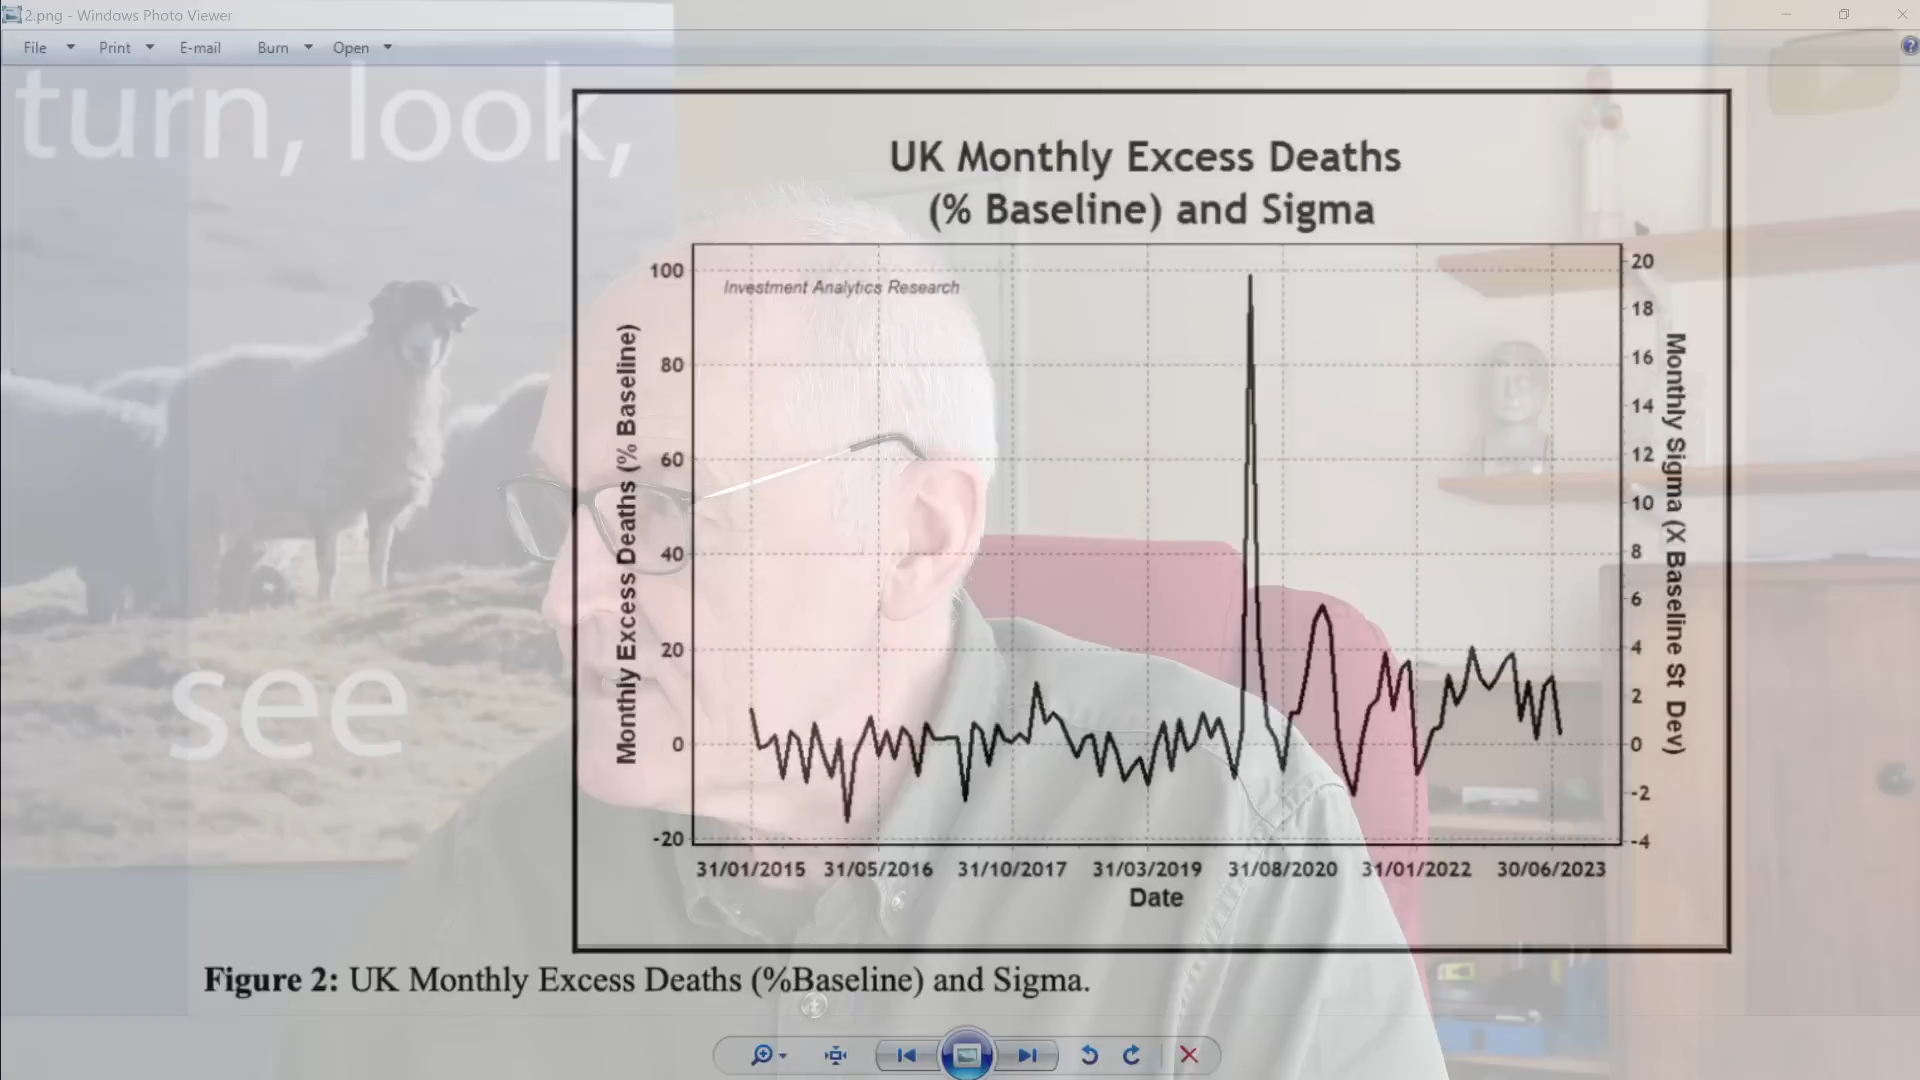 2.png - Windows Photo Viewer
File Print E-mail Burn Open
turn, look,
see
UK Monthly Excess Deaths
(% Baseline) and Sigma
Investment Analytics Research
Monthly Excess Deaths (% Baseline)
100
80
60
40
20
0
-20
20
18
16
14
12
10
8
6
4
2
0
-2
-4
Monthly Sigma (X Baseline St Dev)
31/01/2015 31/05/2016 31/10/2017 31/03/2019 31/08/2020 31/01/2022 30/06/2023
Date
Figure 2: UK Monthly Excess Deaths (%Baseline) and Sigma.